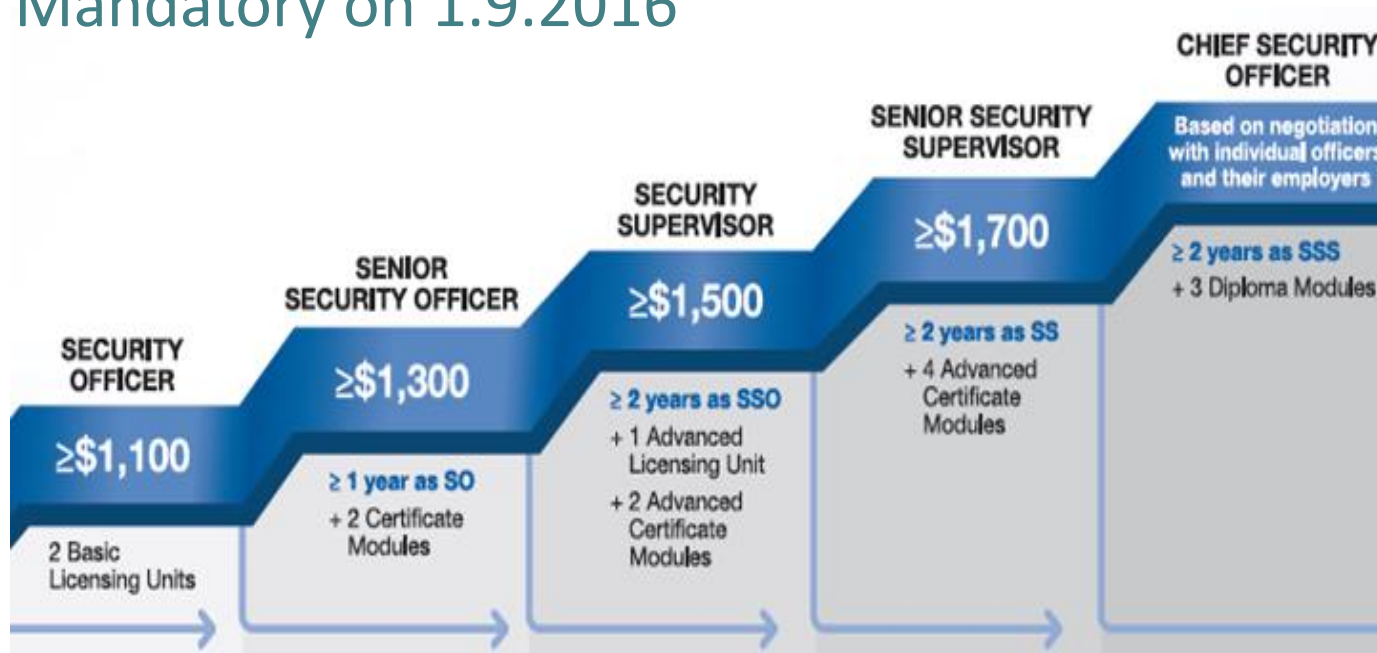 Mandatory on 1.9.2016
SECURITY
OFFICER
≥$1,100
2 Basic
Licensing Units
SENIOR
SECURITY OFFICER
≥$1,300
≥ 1 year as SO
+ 2 Certificate
Modules
SECURITY
SUPERVISOR
≥$1,500
≥ 2 years as SSO
+ 1 Advanced
Licensing Unit
+ 2 Advanced
Certificate
Modules
SENIOR SECURITY
SUPERVISOR
≥$1,700
≥ 2 years as SS
+ 4 Advanced
Certificate
Modules
CHIEF SECURITY
OFFICER
Based on negotiation
with individual officers
and their employers
≥ 2 years as SSS
+ 3 Diploma Modules